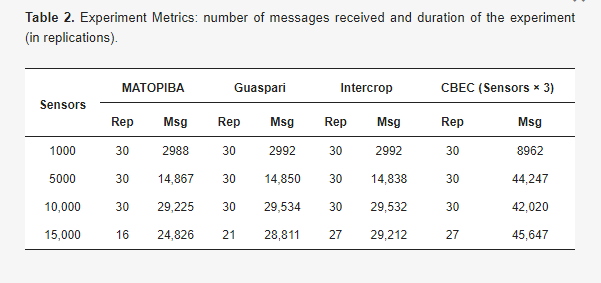 Table 2. Experiment Metrics: number of messages received and duration of the experiment
(in replications).
Sensors MATOPIBA Guaspari Intercrop CBEC (Sensors × 3)
Rep Msg Rep Msg Rep Msg Rep Msg
1000 30 2988 30 2992 30 2992 30 8962
5000 30 14,867 30 14,850 30 14,838 30 44,247
10,000 30 29,225 30 29,534 30 29,532 30 42,020
15,000 16 24,826 21 28,811 27 29,212 27 45,647